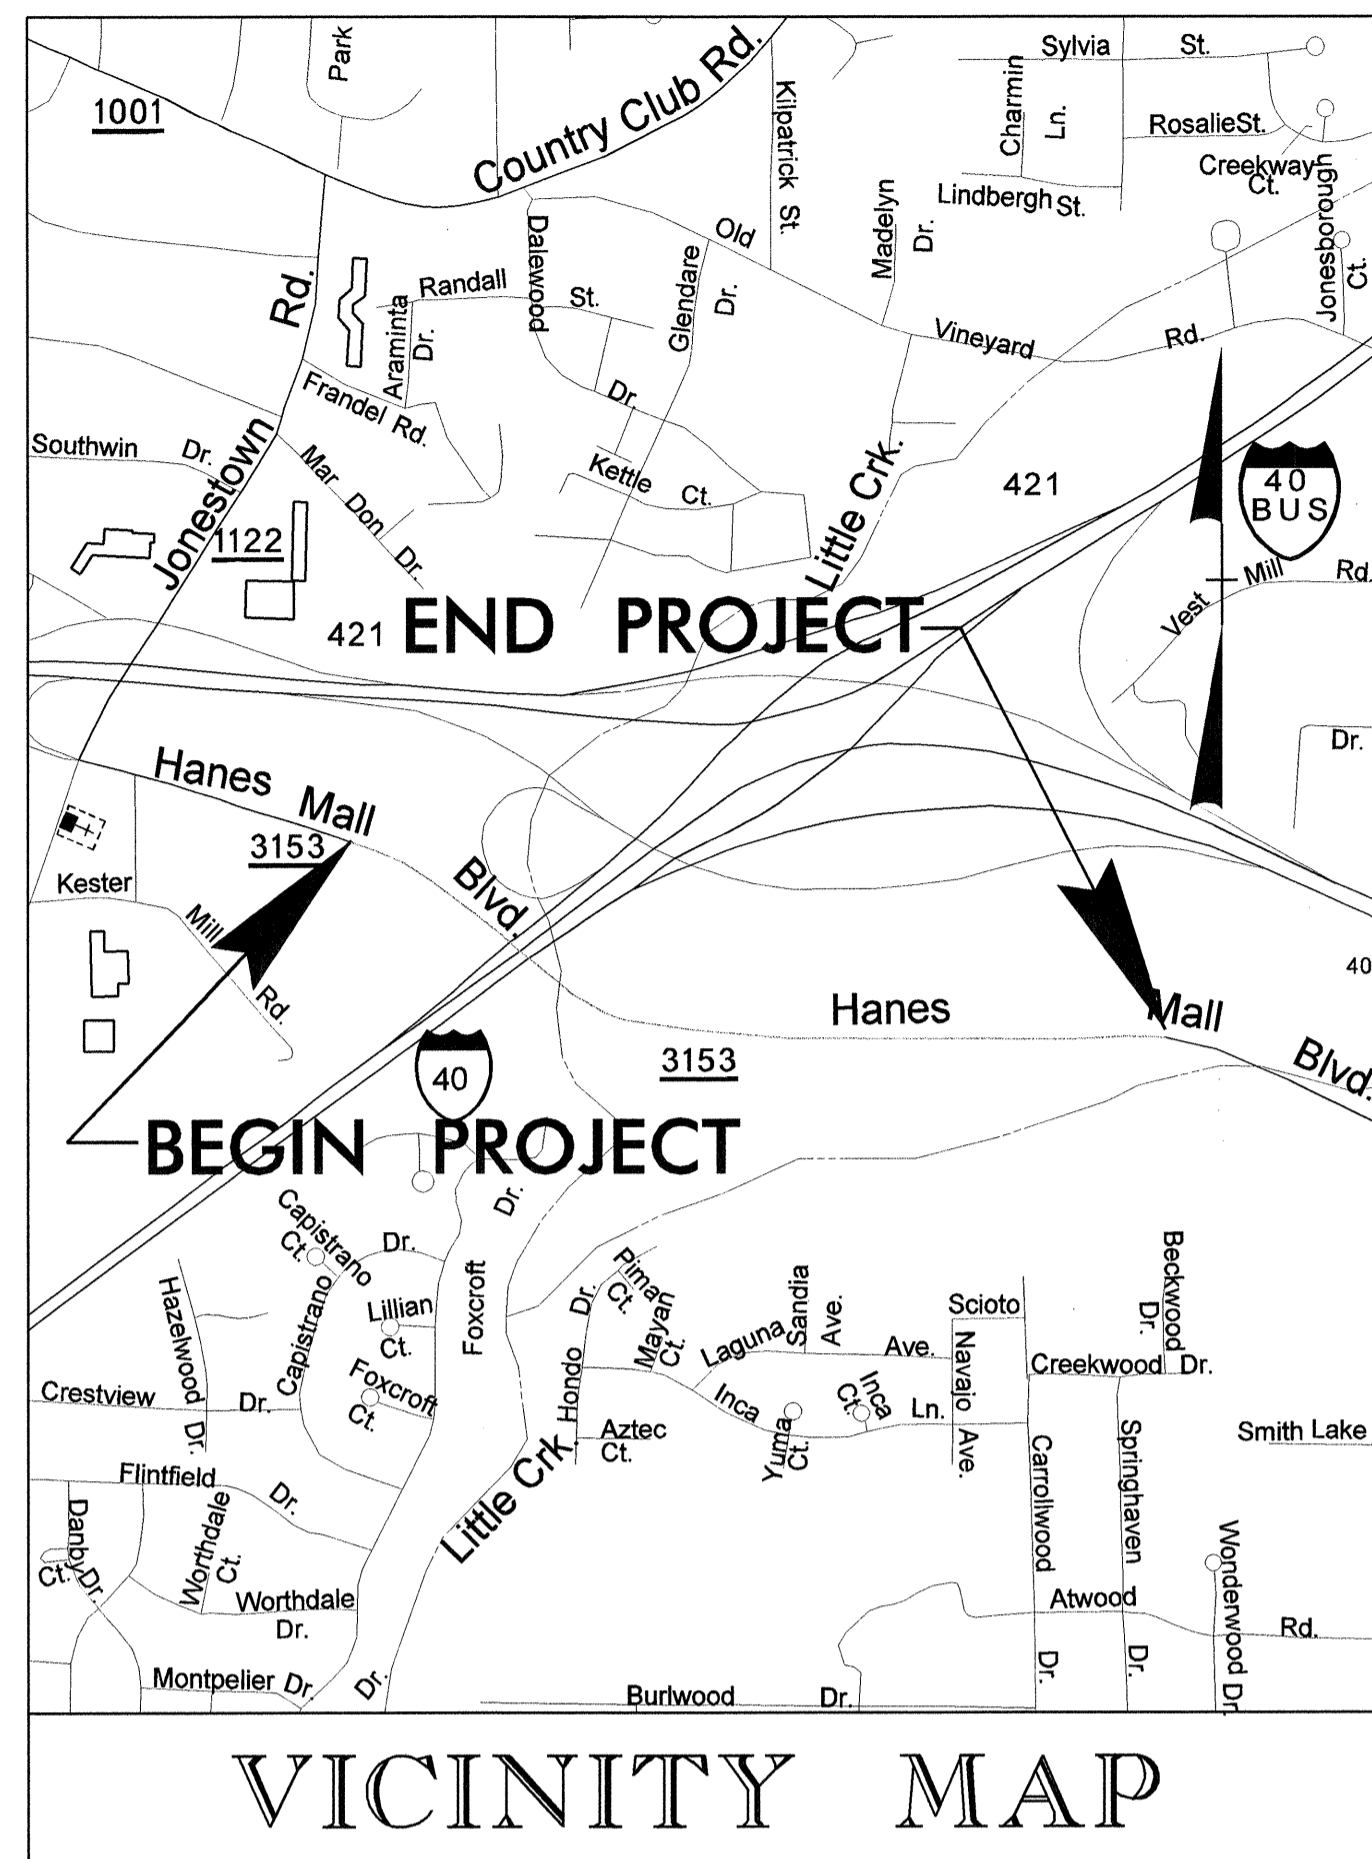 Park
1001
Country Club Rd.
Kilpatrick St.
Sylvia St.
Charmin Ln.
RosalieSt.
Creekway Ct.
Lindbergh St.
Jonesborough Ct.
Madelyn Dr.
Old Vineyard Rd.
Dalewood Dr.
Glendare Dr.
Randall St.
Araminta Dr.
Frandel Rd.
Jonestown Rd.
Southwin Dr.
Mar Don Dr.
Kettle Ct.
Little Crk.
421
40
BUS
1122
Vest Mill Rd.
421
END PROJECT
Dr.
Hanes Mall Blvd.
3153
Kester Mill Rd.
40
Hanes Mall Blvd.
3153
40
BEGIN PROJECT
Capistrano Ct.
Dr.
Capistrano
Foxcroft Dr.
Hazelwood Dr.
Lillian Ct.
Foxcroft Ct.
Crestview Dr.
Piman Ct.
Mayan Ct.
Hondo Dr.
Laguna Ave.
Sandia Ave.
Scioto
Navajo Ave.
Beckwood Dr.
Creekwood Dr.
Inca Ln.
Inca Ct.
Yuma Ct.
Aztec Ct.
Smith Lake
Little Crk.
Flintfield Dr.
Danby Dr.
Ct.
Worthdale Ct.
Worthdale Dr.
Carrollwood Dr.
Springhaven Dr.
Wonderwood Dr.
Atwood Rd.
Montpelier Dr.
Dr.
Burlwood Dr.
VICINITY MAP